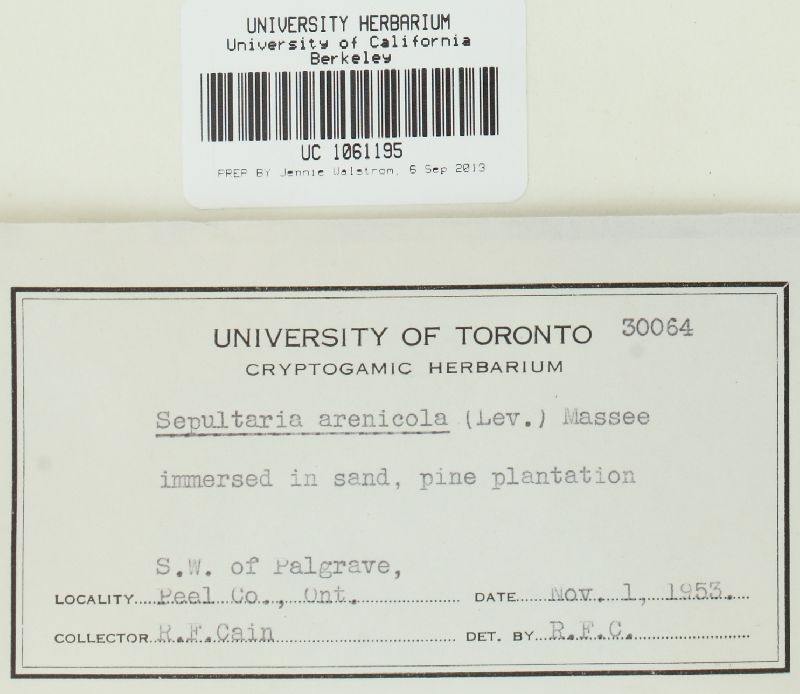 UNIVERSITY HERBARIUM
University of California
Berkeley
UC 1061195
PREP BY Jennie Walstrom, 6 Sep 2013
UNIVERSITY OF TORONTO 30064
CRYPTOGAMIC HERBARIUM
Sepultaria arenicola (Lev.) Massee
immersed in sand, pine plantation
S.W. of Palgrave,
LOCALITY Peel Co., Ont. DATE Nov. 1, 1953.
COLLECTOR R.F.Cain DET. BY R.F.C.